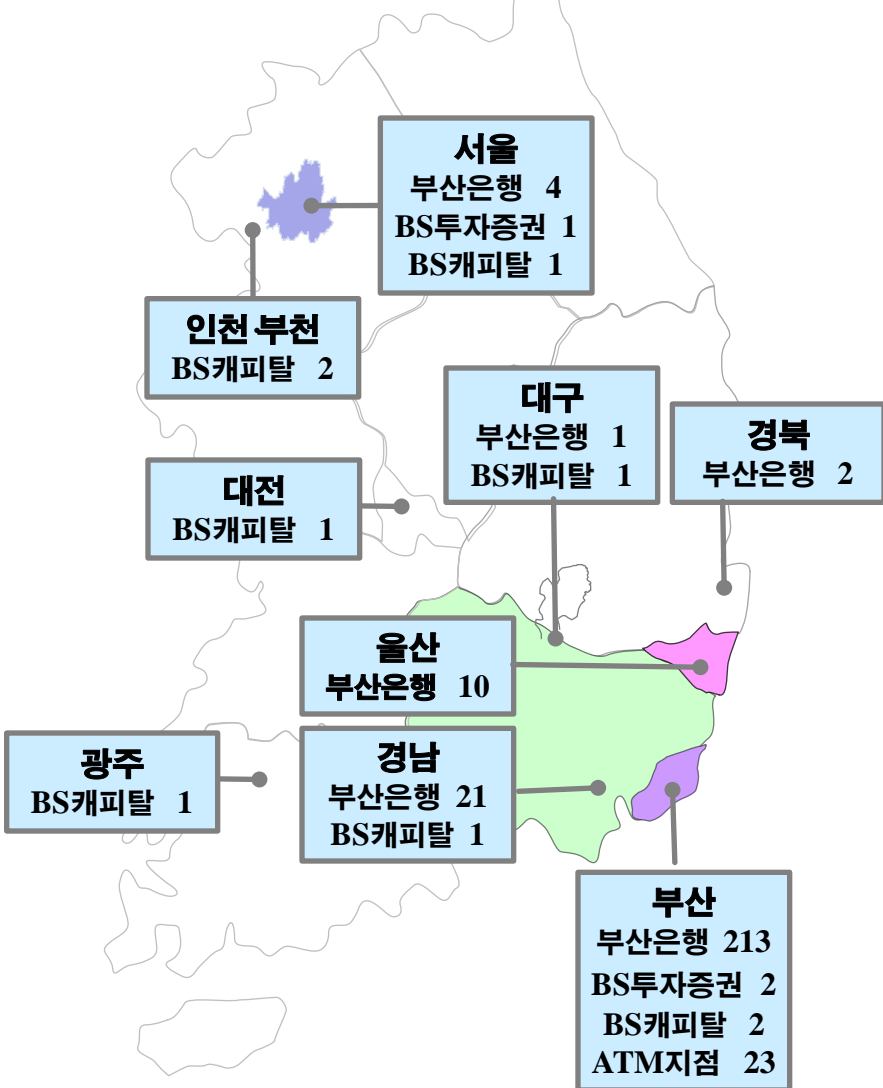 서울
부산은행 4
BS투자증권 1
BS캐피탈 1
인천 부천
BS캐피탈 2
대구
부산은행 1
BS캐피탈 1
경북
부산은행 2
대전
BS캐피탈 1
울산
부산은행 10
광주
BS캐피탈 1
경남
부산은행 21
BS캐피탈 1
부산
부산은행 213
BS투자증권 2
BS캐피탈 2
ATM지점 23